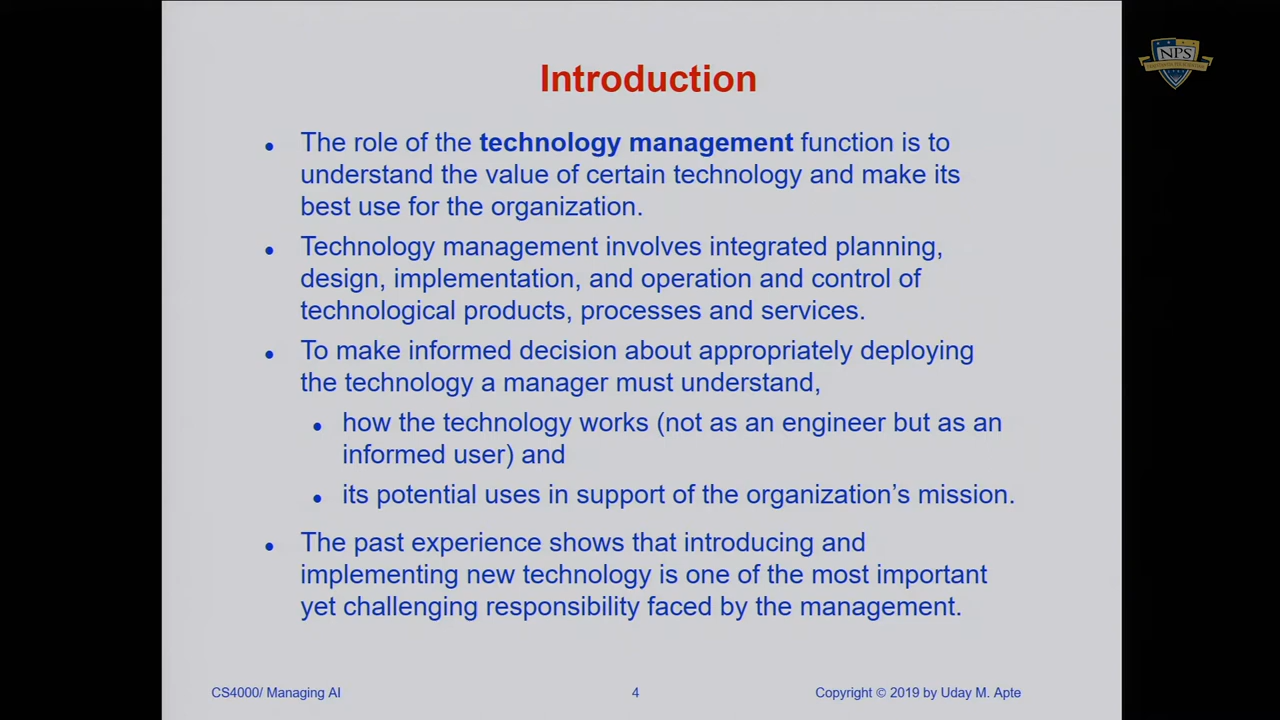 Introduction
NPS
• The role of the technology management function is to
understand the value of certain technology and make its
best use for the organization.
• Technology management involves integrated planning,
design, implementation, and operation and control of
technological products, processes and services.
• To make informed decision about appropriately deploying
the technology a manager must understand,
• how the technology works (not as an engineer but as an
informed user) and
• its potential uses in support of the organization’s mission.
• The past experience shows that introducing and
implementing new technology is one of the most important
yet challenging responsibility faced by the management.
CS4000/ Managing AI
4
Copyright © 2019 by Uday M. Apte